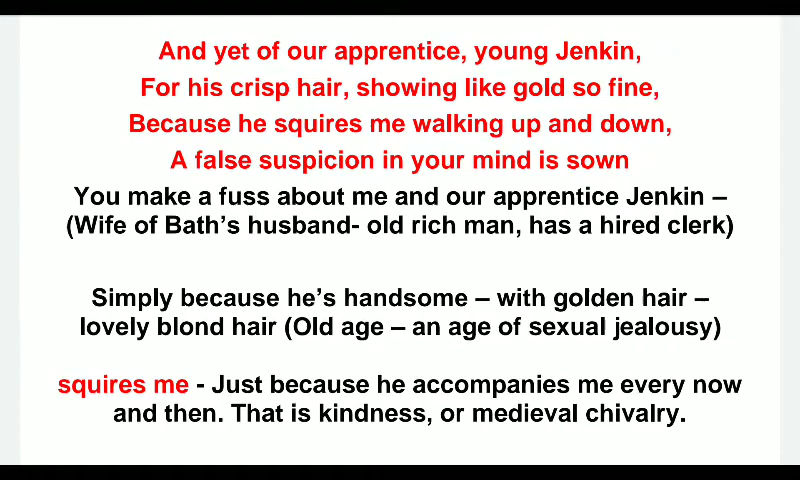 And yet of our apprentice, young Jenkin,
For his crisp hair, showing like gold so fine,
Because he squires me walking up and down,
A false suspicion in your mind is sown
You make a fuss about me and our apprentice Jenkin –
(Wife of Bath's husband- old rich man, has a hired clerk)
Simply because he's handsome – with golden hair –
lovely blond hair (Old age – an age of sexual jealousy)
squires me - Just because he accompanies me every now
and then. That is kindness, or medieval chivalry.